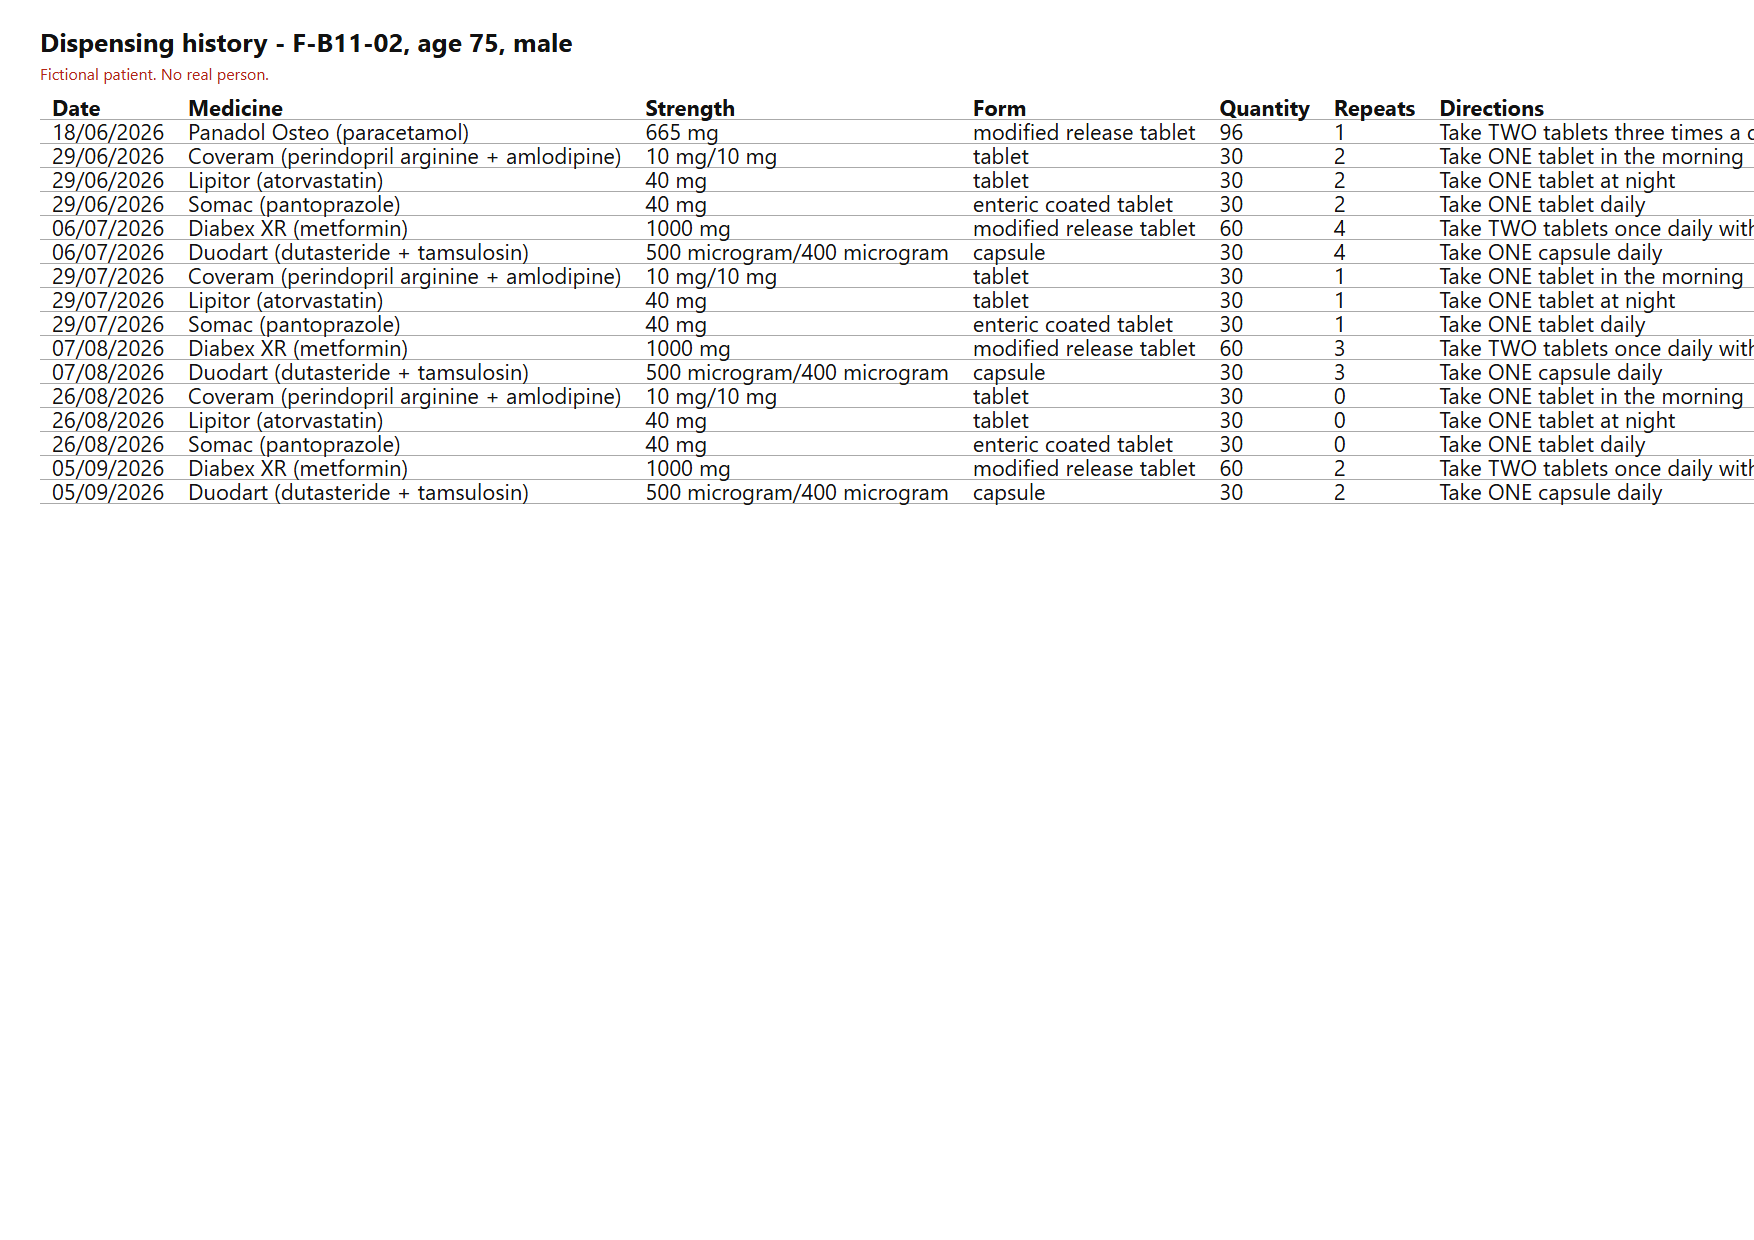 Dispensing history - F-B11-02, age 75, male
Fictional patient. No real person.
Date Medicine Strength Form Quantity Repeats Directions
18/06/2026 Panadol Osteo (paracetamol) 665 mg modified release tablet 96 1 Take TWO tablets three times a
29/06/2026 Coveram (perindopril arginine + amlodipine) 10 mg/10 mg tablet 30 2 Take ONE tablet in the morning
29/06/2026 Lipitor (atorvastatin) 40 mg tablet 30 2 Take ONE tablet at night
29/06/2026 Somac (pantoprazole) 40 mg enteric coated tablet 30 2 Take ONE tablet daily
06/07/2026 Diabex XR (metformin) 1000 mg modified release tablet 60 4 Take TWO tablets once daily
06/07/2026 Duodart (dutasteride + tamsulosin) 500 microgram/400 microgram capsule 30 4 Take ONE capsule daily
29/07/2026 Coveram (perindopril arginine + amlodipine) 10 mg/10 mg tablet 30 1 Take ONE tablet in the morning
29/07/2026 Lipitor (atorvastatin) 40 mg tablet 30 1 Take ONE tablet at night
29/07/2026 Somac (pantoprazole) 40 mg enteric coated tablet 30 1 Take ONE tablet daily
07/08/2026 Diabex XR (metformin) 1000 mg modified release tablet 60 3 Take TWO tablets once daily
07/08/2026 Duodart (dutasteride + tamsulosin) 500 microgram/400 microgram capsule 30 3 Take ONE capsule daily
26/08/2026 Coveram (perindopril arginine + amlodipine) 10 mg/10 mg tablet 30 0 Take ONE tablet in the morning
26/08/2026 Lipitor (atorvastatin) 40 mg tablet 30 0 Take ONE tablet at night
26/08/2026 Somac (pantoprazole) 40 mg enteric coated tablet 30 0 Take ONE tablet daily
05/09/2026 Diabex XR (metformin) 1000 mg modified release tablet 60 2 Take TWO tablets once daily
05/09/2026 Duodart (dutasteride + tamsulosin) 500 microgram/400 microgram capsule 30 2 Take ONE capsule daily